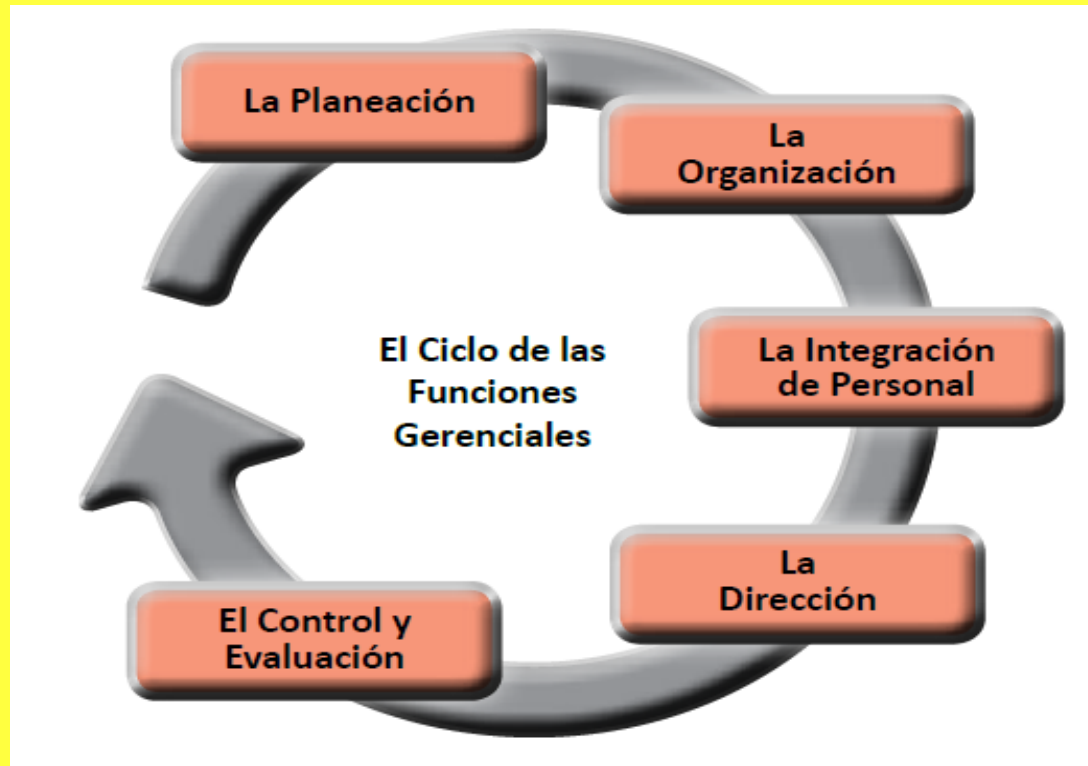 La Planeación
La
Organización
La Integración
de Personal
El Ciclo de las
Funciones
Gerenciales
La
Dirección
El Control y
Evaluación